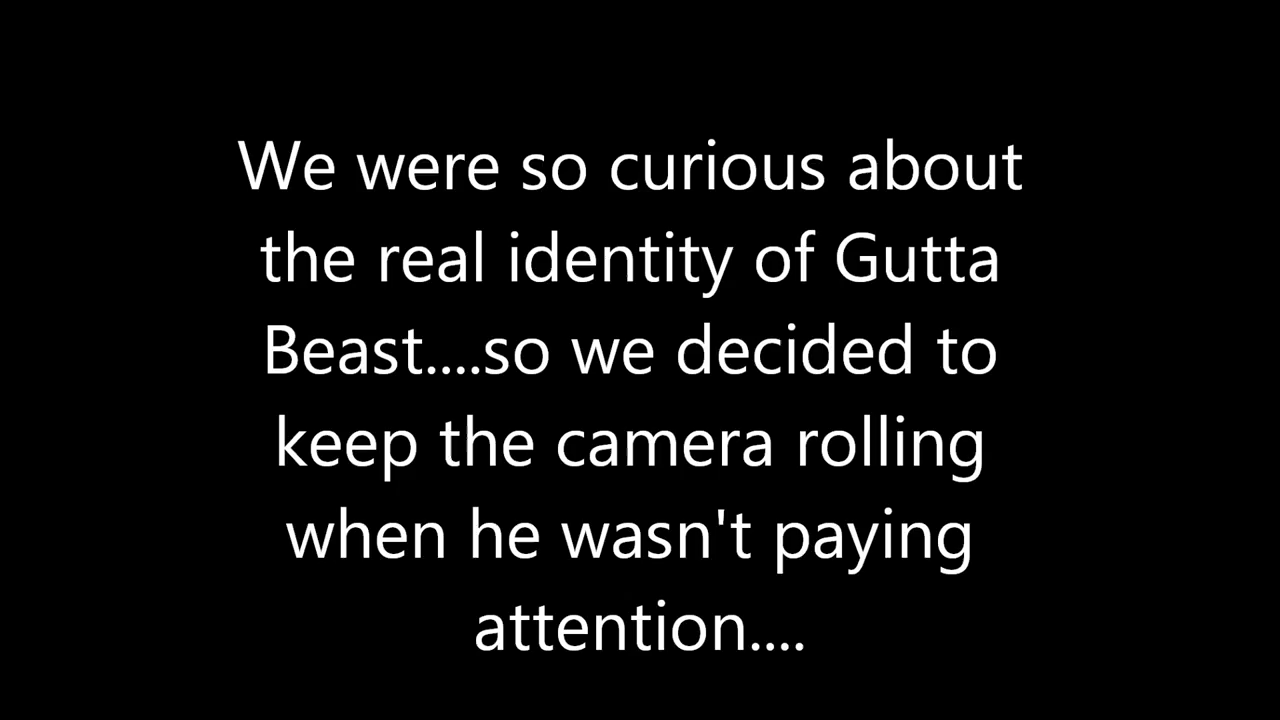 We were so curious about
the real identity of Gutta
Beast....so we decided to
keep the camera rolling
when he wasn't paying
attention....